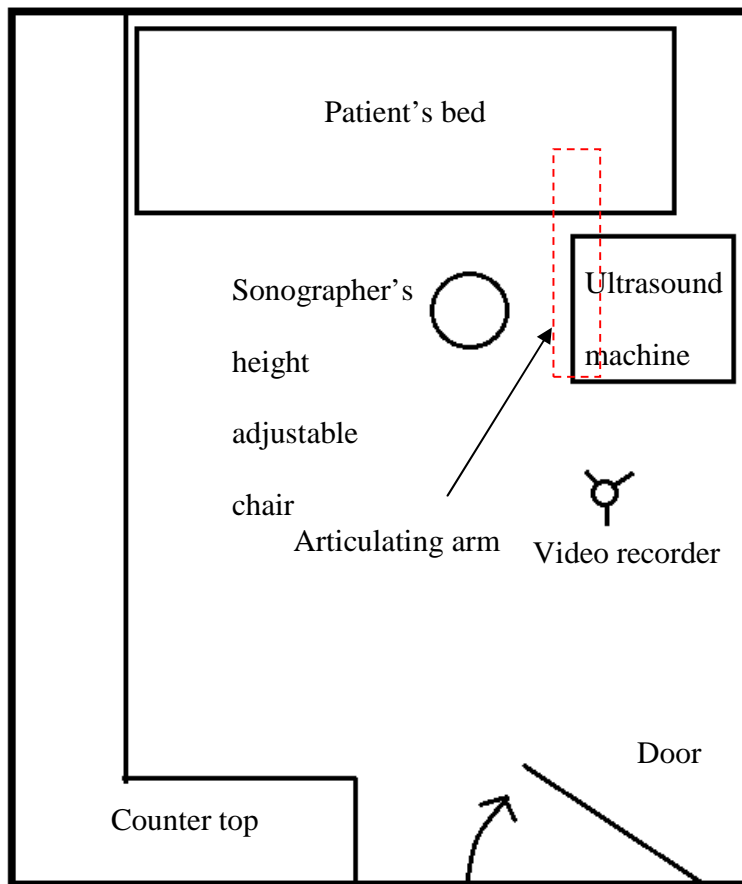 Patient’s bed
Sonographer’s
height
adjustable
chair
Ultrasound
machine
Articulating arm
Video recorder
Door
Counter top